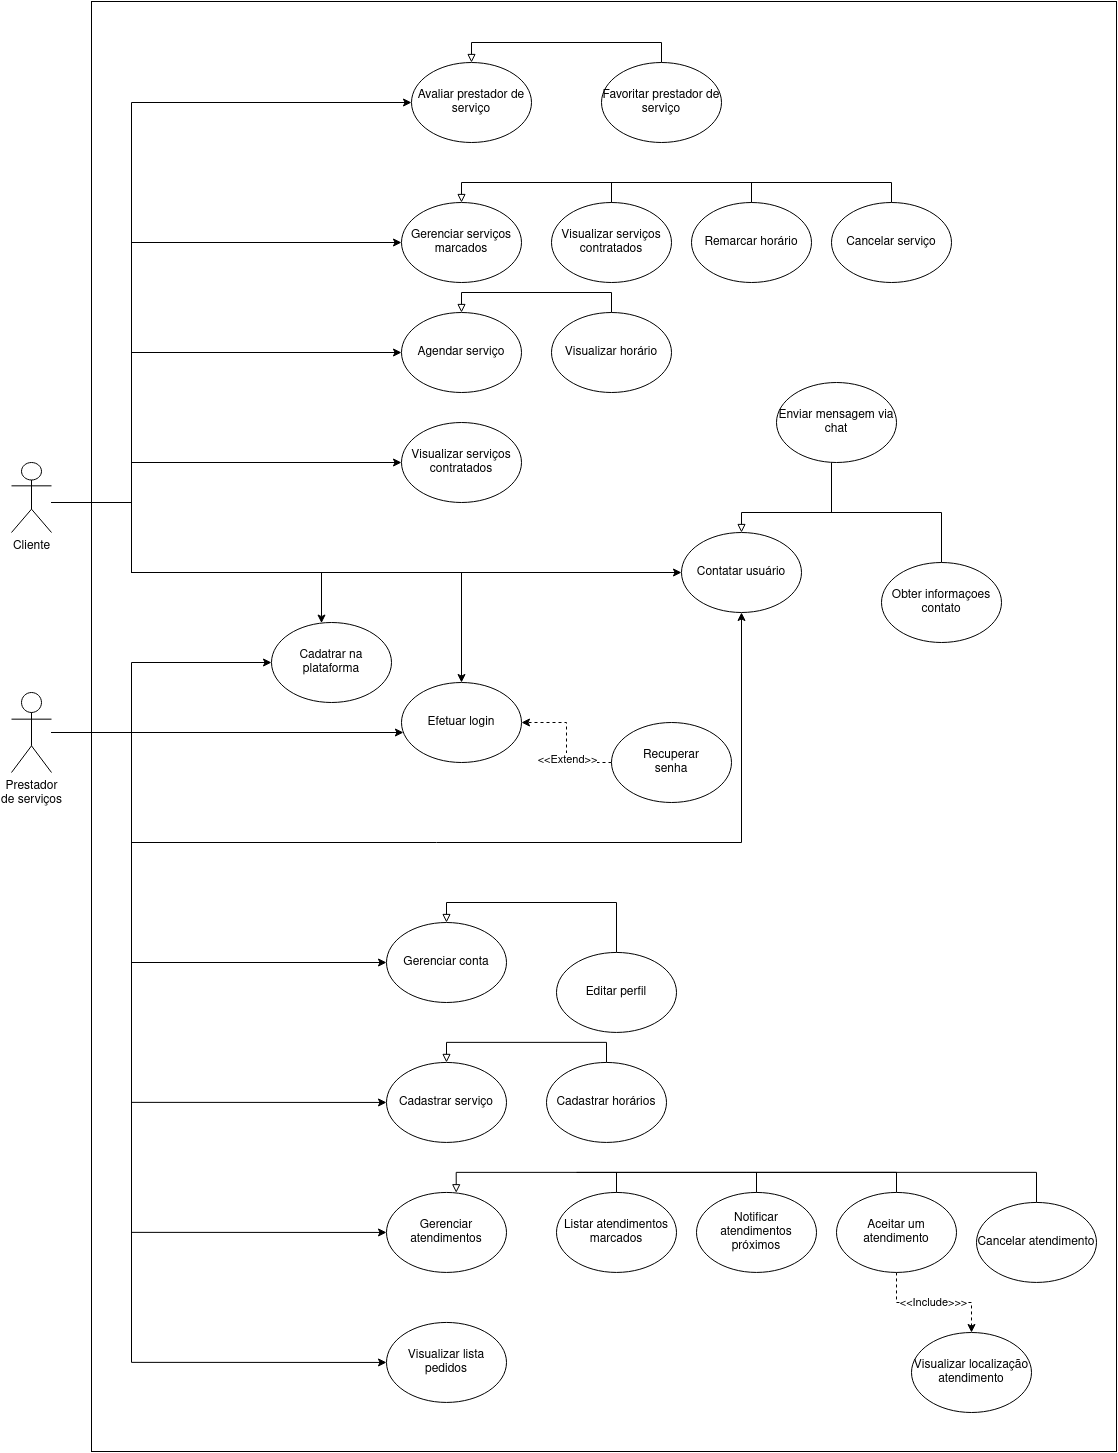 Avaliar prestador de
serviço
Favoritar prestador de
serviço
Gerenciar serviços
marcados
Visualizar serviços
contratados
Remarcar horário
Cancelar serviço
Agendar serviço
Visualizar horário
Enviar mensagem via
chat
Visualizar serviços
contratados
Cliente
Contatar usuário
Obter informaçoes
contato
Cadatrar na
plataforma
Efetuar login
<<Extend>>
Recuperar
senha
Prestador
de serviços
Gerenciar conta
Editar perfil
Cadastrar serviço
Cadastrar horários
Gerenciar
atendimentos
Listar atendimentos
marcados
Notificar
atendimentos
próximos
Aceitar um
atendimento
Cancelar atendimento
<<Include>>>
Visualizar lista
pedidos
Visualizar localização
atendimento